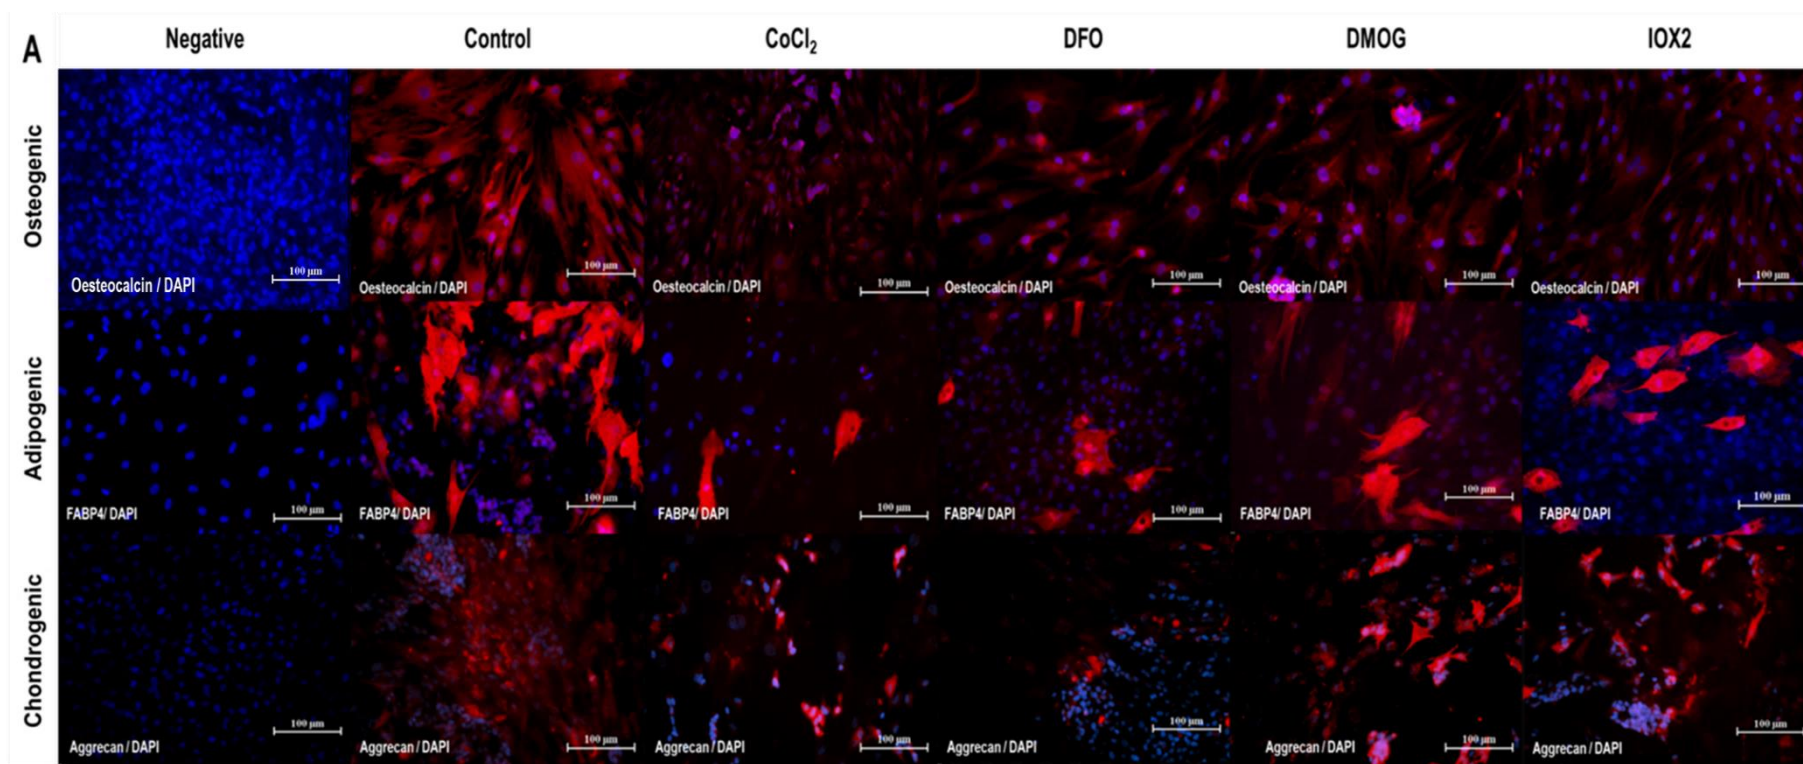 A
Negative Control CoCl₂ DFO DMOG IOX2
Osteogenic
100 µm 100 µm 100 µm 100 µm 100 µm 100 µm
Oesteocalcin / DAPI Oesteocalcin / DAPI Oesteocalcin / DAPI Oesteocalcin / DAPI Oesteocalcin / DAPI Oesteocalcin / DAPI
Adipogenic
100 µm 100 µm 100 µm 100 µm 100 µm 100 µm
FABP4/ DAPI FABP4/ DAPI FABP4/ DAPI FABP4/ DAPI FABP4/ DAPI FABP4/ DAPI
Chondrogenic
100 µm 100 µm 100 µm 100 µm 100 µm 100 µm
Aggrecan / DAPI Aggrecan / DAPI Aggrecan / DAPI Aggrecan / DAPI Aggrecan / DAPI Aggrecan / DAPI